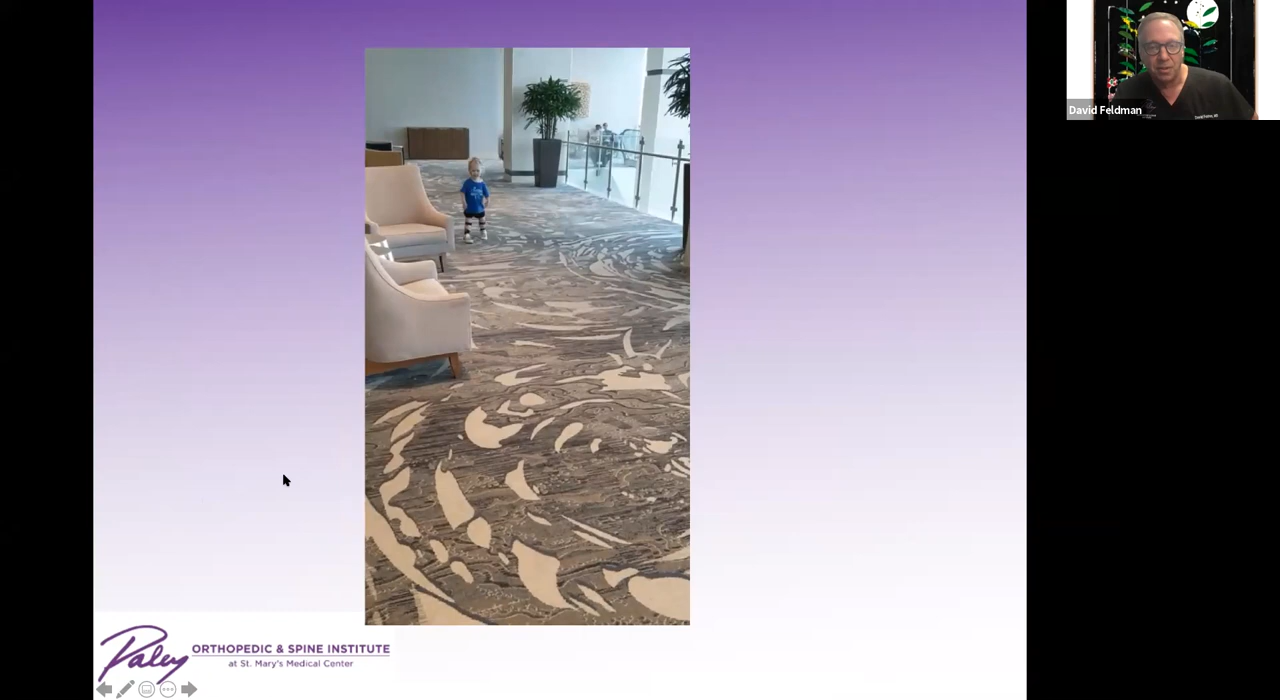 David Feldman
Paley
ORTHOPEDIC & SPINE INSTITUTE
at St. Mary's Medical Center